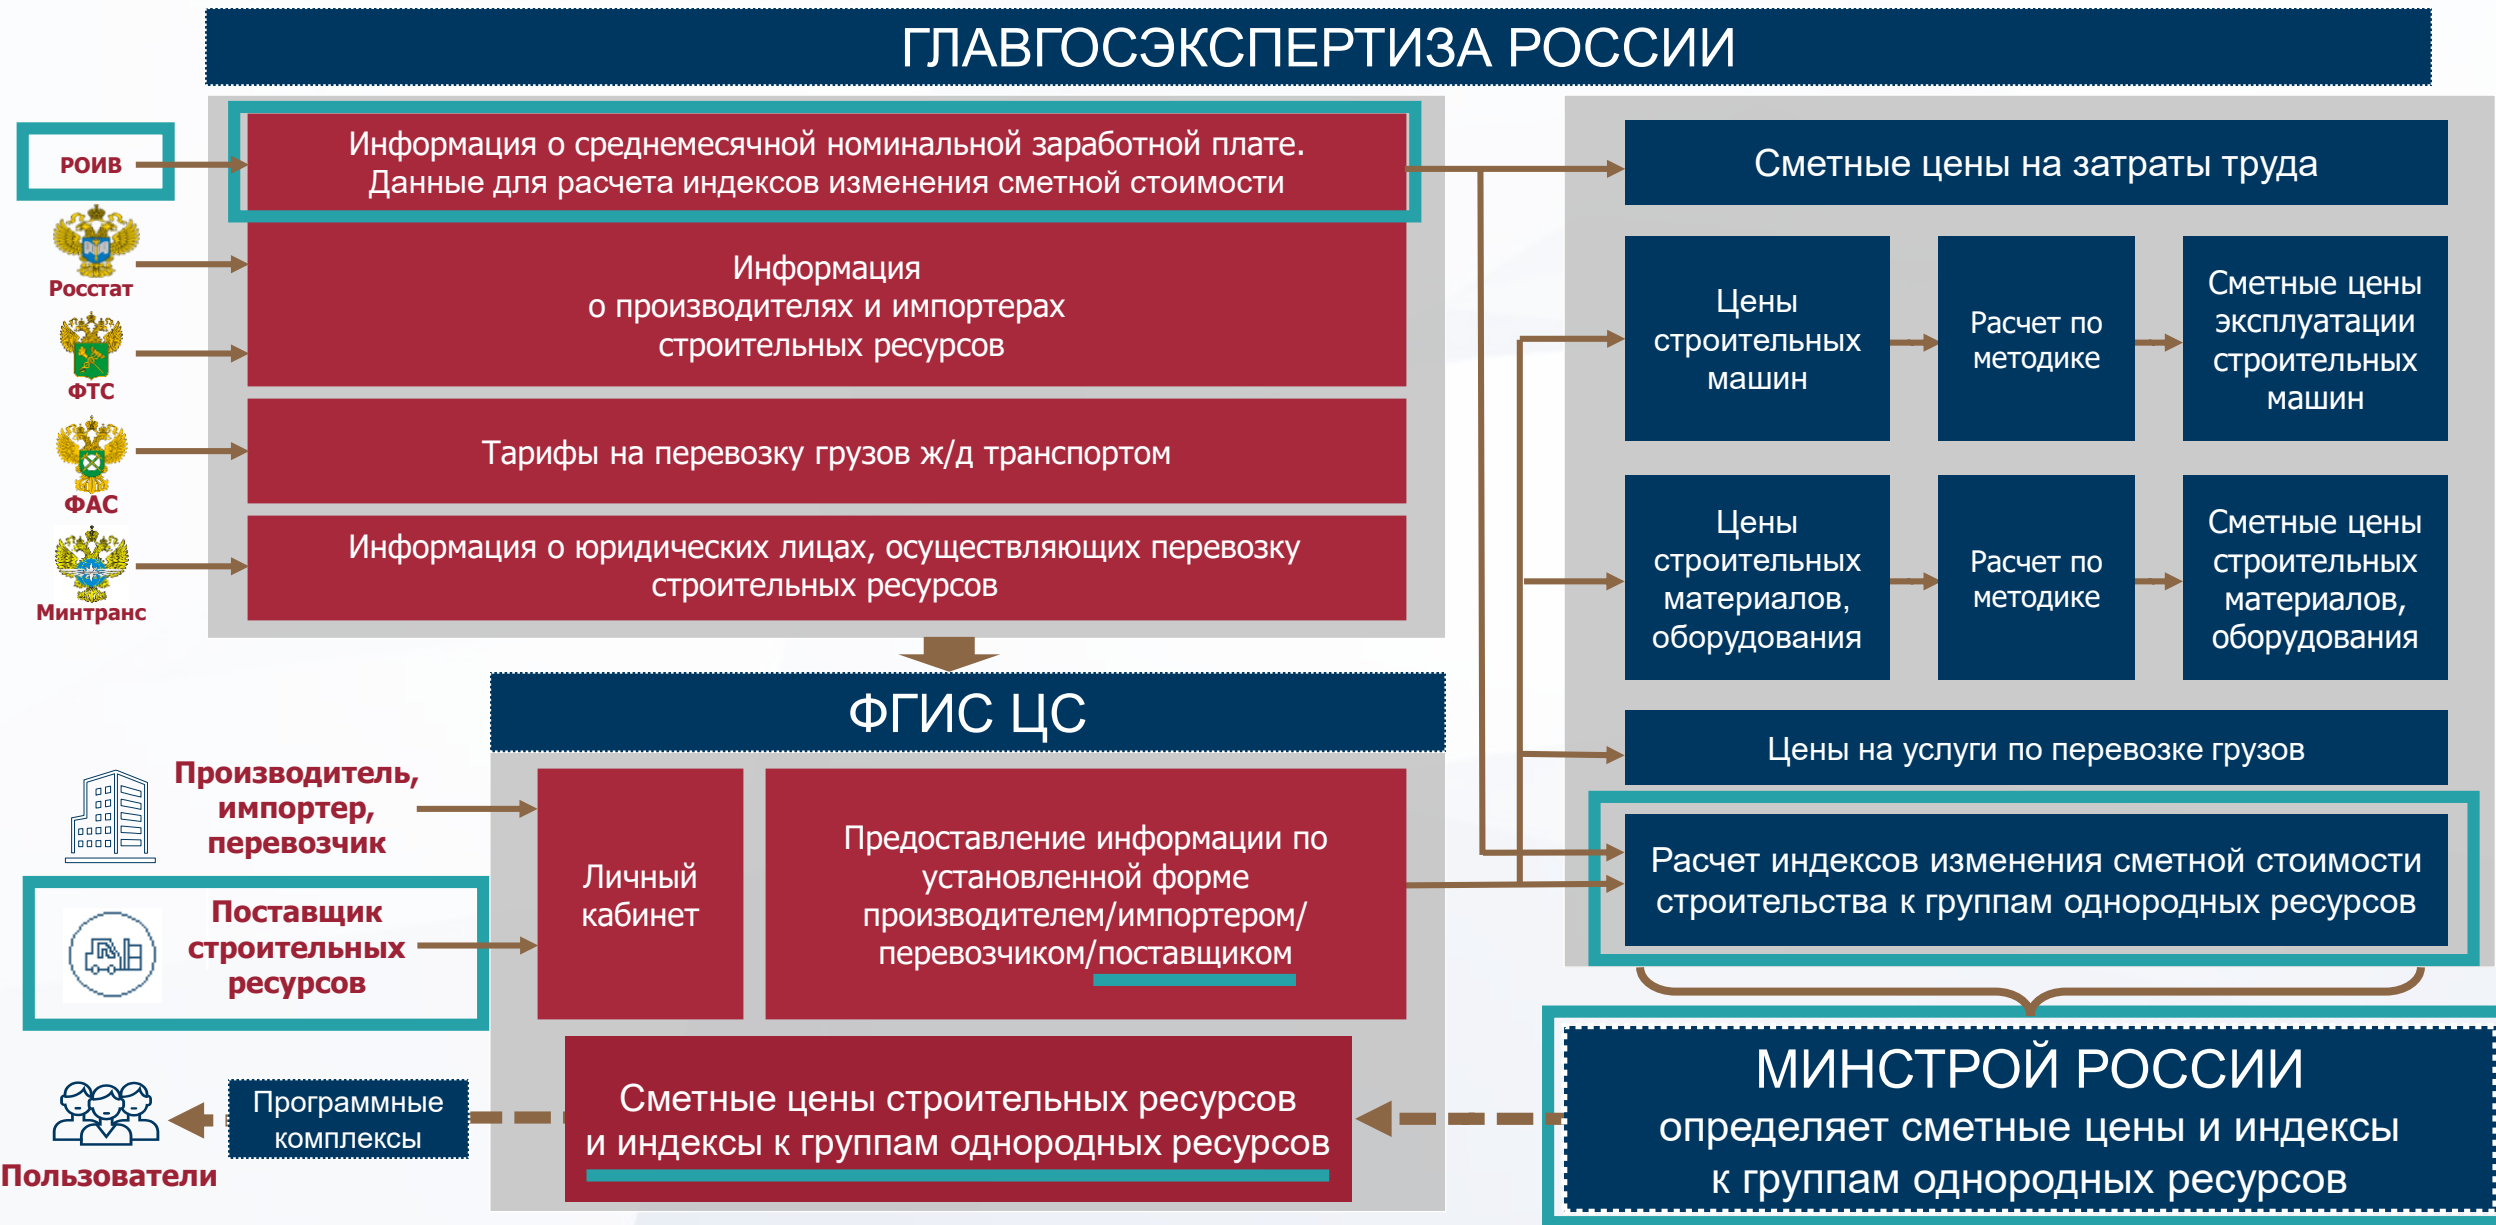 ГЛАВГОСЭКСПЕРТИЗА РОССИИ
РОИВ
Росстат
ФТС
ФАС
Минтранс
Информация о среднемесячной номинальной заработной плате.
Данные для расчета индексов изменения сметной стоимости
Информация
о производителях и импортерах
строительных ресурсов
Тарифы на перевозку грузов ж/д транспортом
Информация о юридических лицах, осуществляющих перевозку
строительных ресурсов
Сметные цены на затраты труда
Цены
строительных
машин
Расчет по
методике
Сметные цены
эксплуатации
строительных
машин
Цены
строительных
материалов,
оборудования
Расчет по
методике
Сметные цены
строительных
материалов,
оборудования
Цены на услуги по перевозке грузов
Расчет индексов изменения сметной стоимости
строительства к группам однородных ресурсов
ФГИС ЦС
Производитель,
импортер,
перевозчик
Поставщик
строительных
ресурсов
Личный
кабинет
Предоставление информации по
установленной форме
производителем/импортером/
перевозчиком/поставщиком
МИНСТРОЙ РОССИИ
определяет сметные цены и индексы
к группам однородных ресурсов
Сметные цены строительных ресурсов
и индексы к группам однородных ресурсов
Программные
комплексы
Пользователи